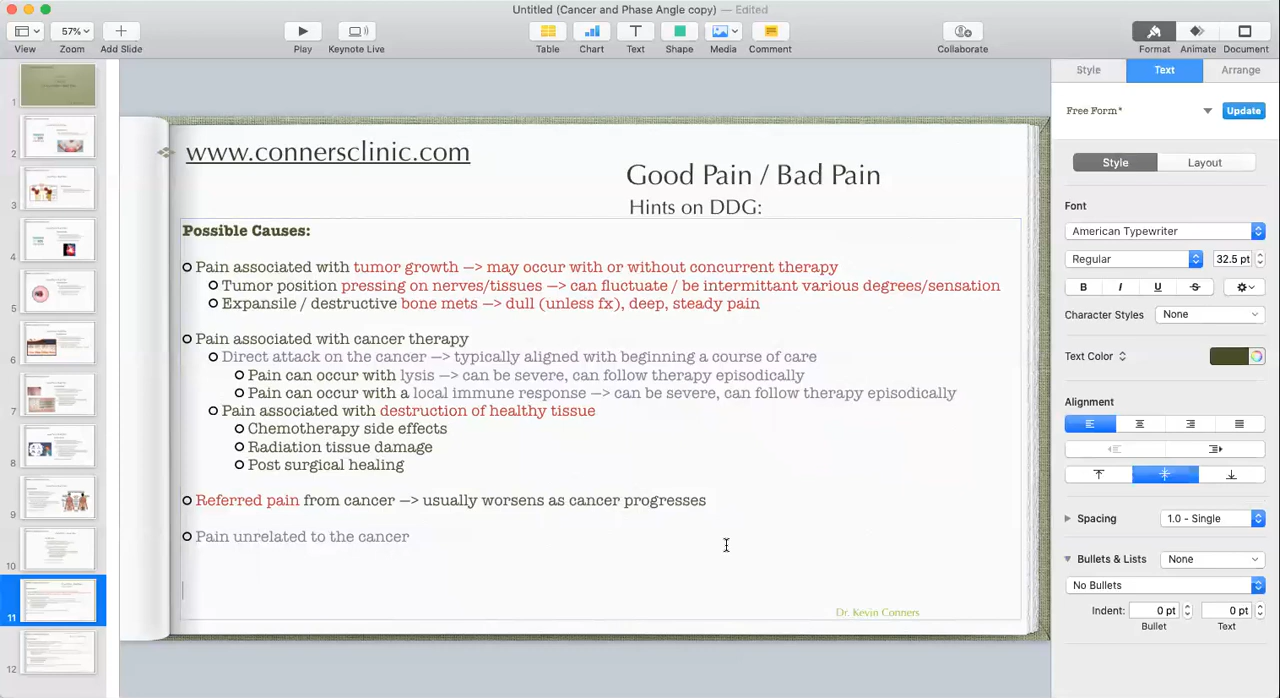 Untitled (Cancer and Phase Angle copy) — Edited
57%
View Zoom Add Slide Play Keynote Live Table Chart Text Shape Media Comment Collaborate Format Animate Document
1
2
3
4
5
6
7
8
9
10
11
12
www.connersclinic.com
Good Pain / Bad Pain
Hints on DDG:
Possible Causes:
Pain associated with tumor growth —> may occur with or without concurrent therapy
Tumor position pressing on nerves/tissues —> can fluctuate / be intermittant various degrees/sensation
Expansile / destructive bone mets —> dull (unless fx), deep, steady pain
Pain associated with cancer therapy
Direct attack on the cancer —> typically aligned with beginning a course of care
Pain can occur with lysis —> can be severe, can follow therapy episodically
Pain can occur with a local immune response —> can be severe, can follow therapy episodically
Pain associated with destruction of healthy tissue
Chemotherapy side effects
Radiation tissue damage
Post surgical healing
Referred pain from cancer —> usually worsens as cancer progresses
Pain unrelated to the cancer
Dr. Kevin Conners
Style Text Arrange
Free Form* Update
Style Layout
Font
American Typewriter
Regular 32.5 pt
B I U S
Character Styles None
Text Color
Alignment
Spacing 1.0 - Single
Bullets & Lists None
No Bullets
Indent: 0 pt 0 pt
Bullet Text